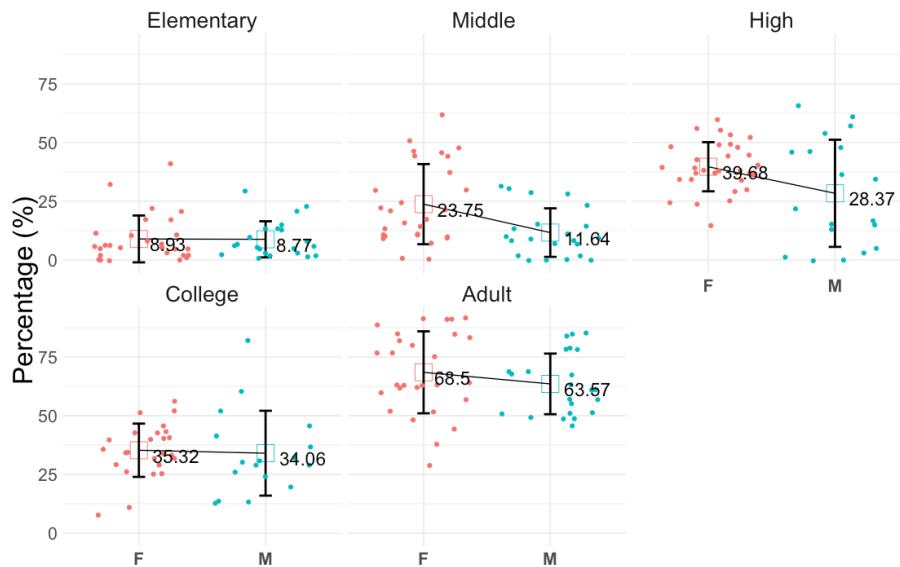 Elementary
Middle
High
Percentage (%)
75
50
25
0
8.93
8.77
23.75
11.64
39.68
28.37
F
M
College
Adult
75
50
25
0
35.32
34.06
68.5
63.57
F
M
F
M